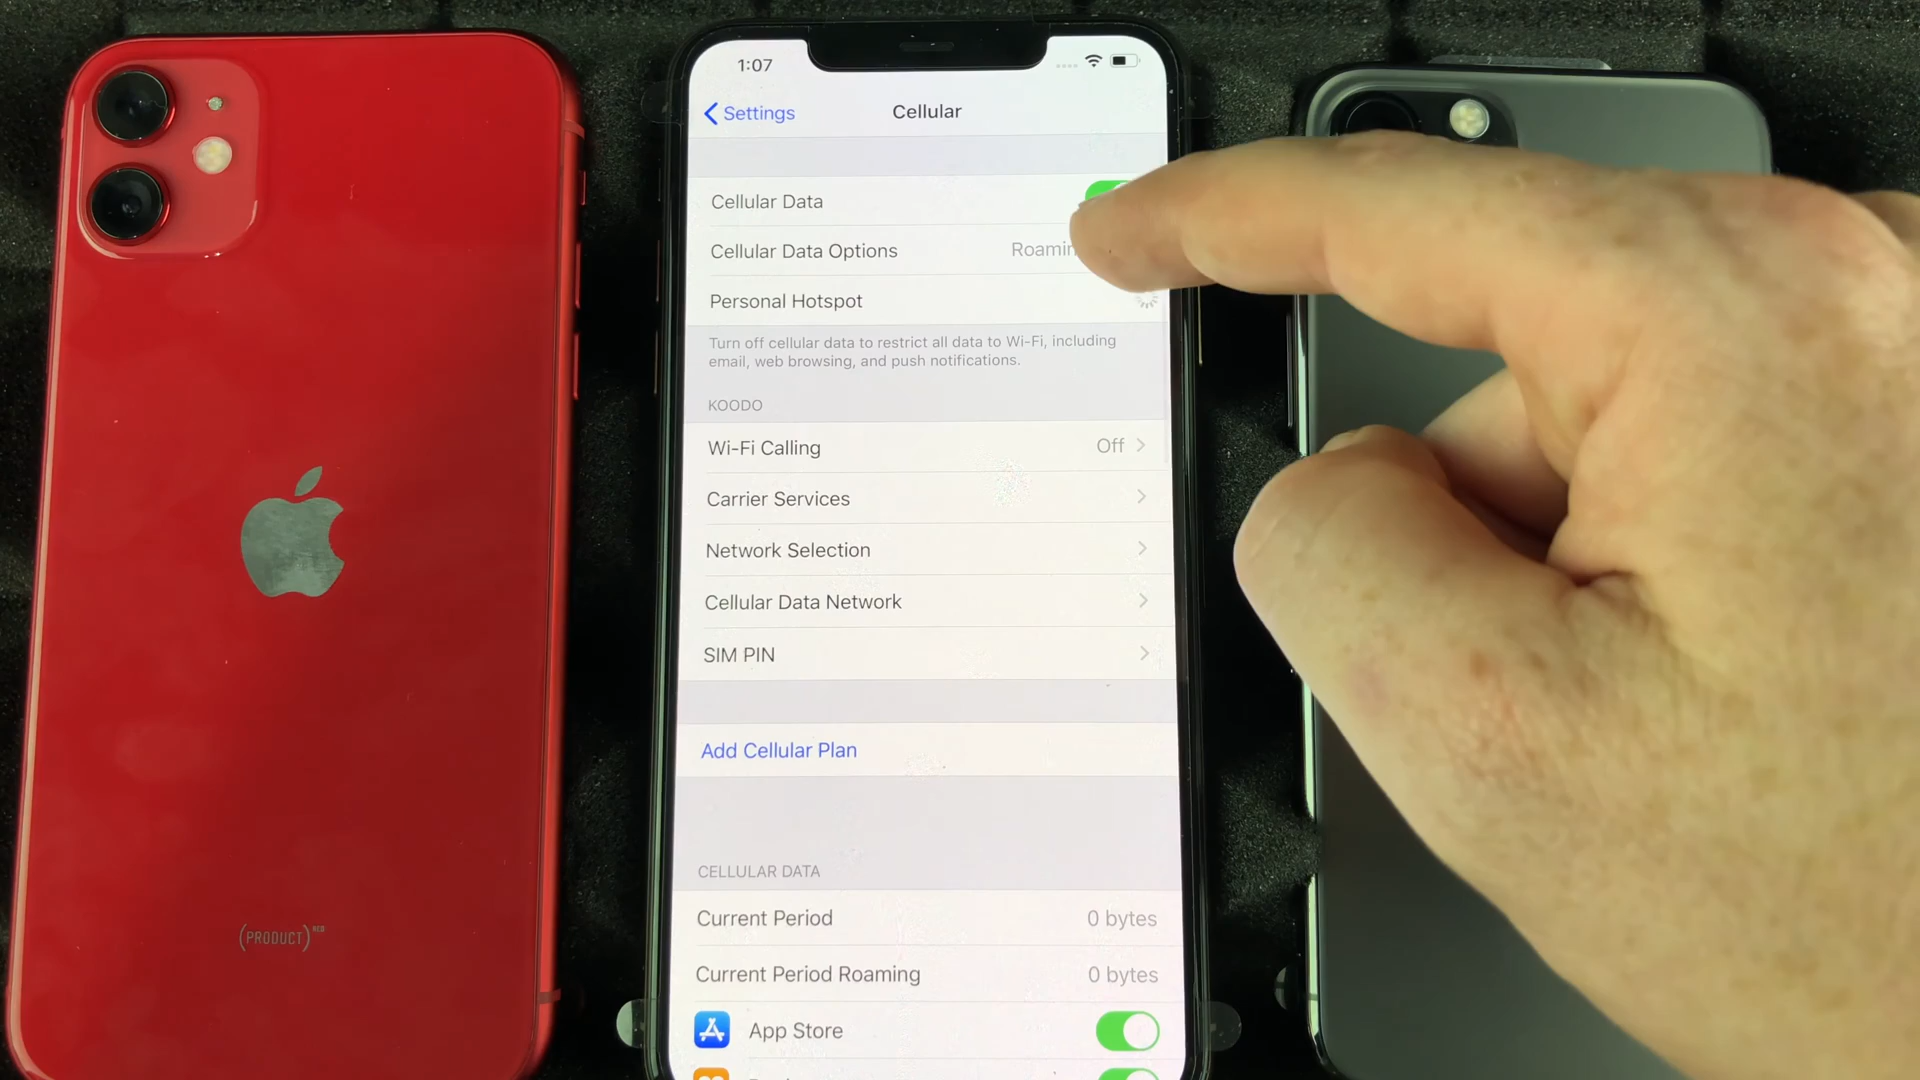 1:07
Settings
Cellular
Cellular Data
Cellular Data Options
Personal Hotspot
Turn off cellular data to restrict all data to Wi-Fi, including
email, web browsing, and push notifications.
KOODO
Wi-Fi Calling Off
Carrier Services
Network Selection
Cellular Data Network
SIM PIN
Add Cellular Plan
CELLULAR DATA
Current Period 0 bytes
Current Period Roaming 0 bytes
App Store
(PRODUCT)RED